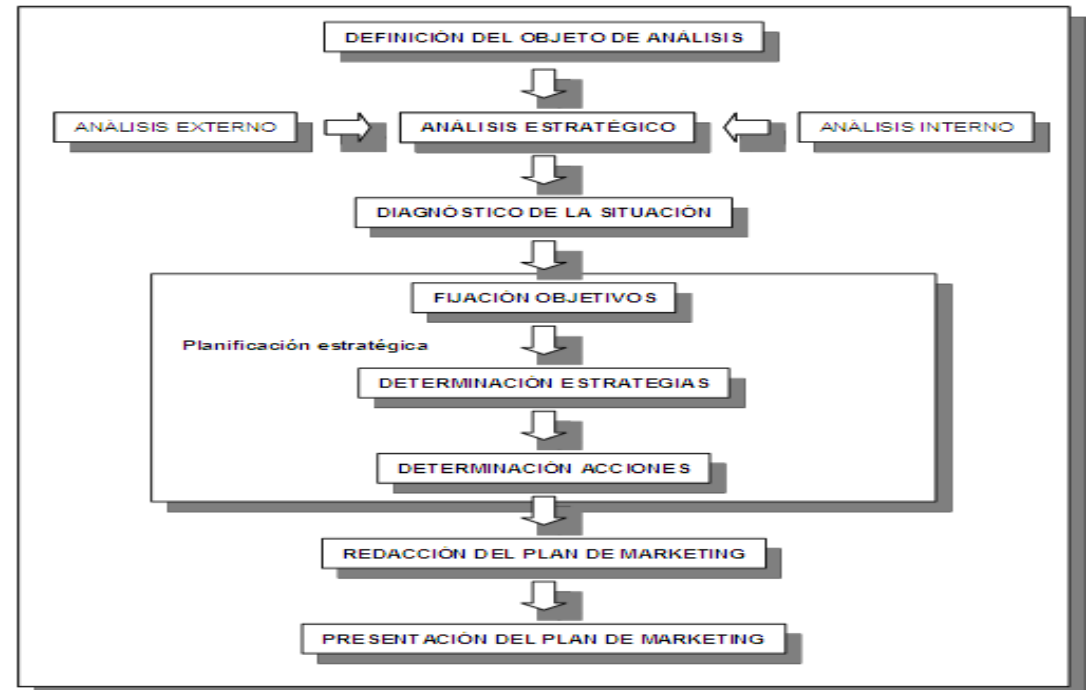 DEFINICIÓN DEL OBJETO DE ANÁLISIS
ANÁLISIS EXTERNO
ANÁLISIS ESTRATÉGICO
ANÁLISIS INTERNO
DIAGNÓSTICO DE LA SITUACIÓN
FIJACIÓN OBJETIVOS
Planificación estratégica
DETERMINACIÓN ESTRATEGIAS
DETERMINACIÓN ACCIONES
REDACCIÓN DEL PLAN DE MARKETING
PRESENTACIÓN DEL PLAN DE MARKETING